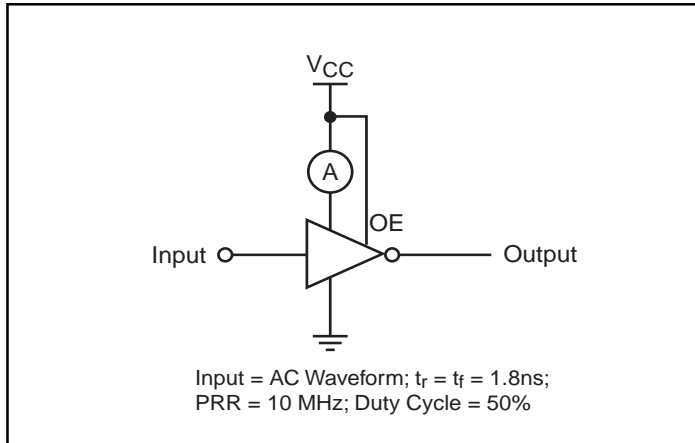 VCC
A
OE
Input
Output
Input = AC Waveform; tr = tf = 1.8ns;
PRR = 10 MHz; Duty Cycle = 50%